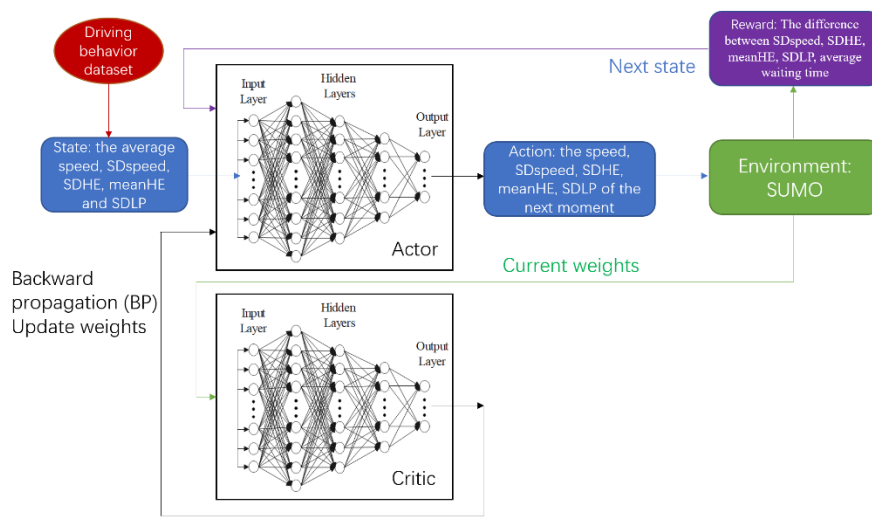 Driving
behavior
dataset
State: the average
speed, SDspeed,
SDHE, meanHE
and SDLP
Input
Layer
Hidden
Layers
Output
Layer
Actor
Action: the speed,
SDspeed, SDHE,
meanHE, SDLP of the
next moment
Next state
Reward: The difference
between SDspeed, SDHE,
meanHE, SDLP, average
waiting time
Environment:
SUMO
Current weights
Backward
propagation (BP)
Update weights
Input
Layer
Hidden
Layers
Output
Layer
Critic